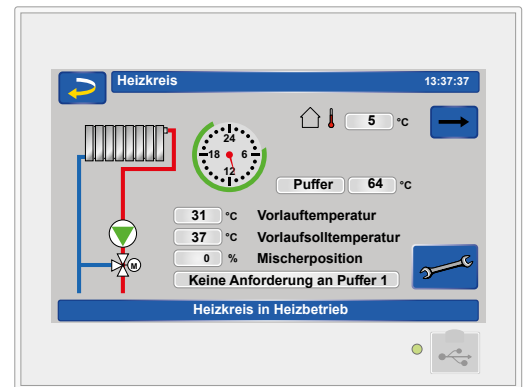 Heizkreis 13:37:37
5 °C
24
18 6
12
Puffer 64 °C
31 °C Vorlauftemperatur
37 °C Vorlaufsolltemperatur
0 % Mischerposition
M
Keine Anforderung an Puffer 1
Heizkreis in Heizbetrieb